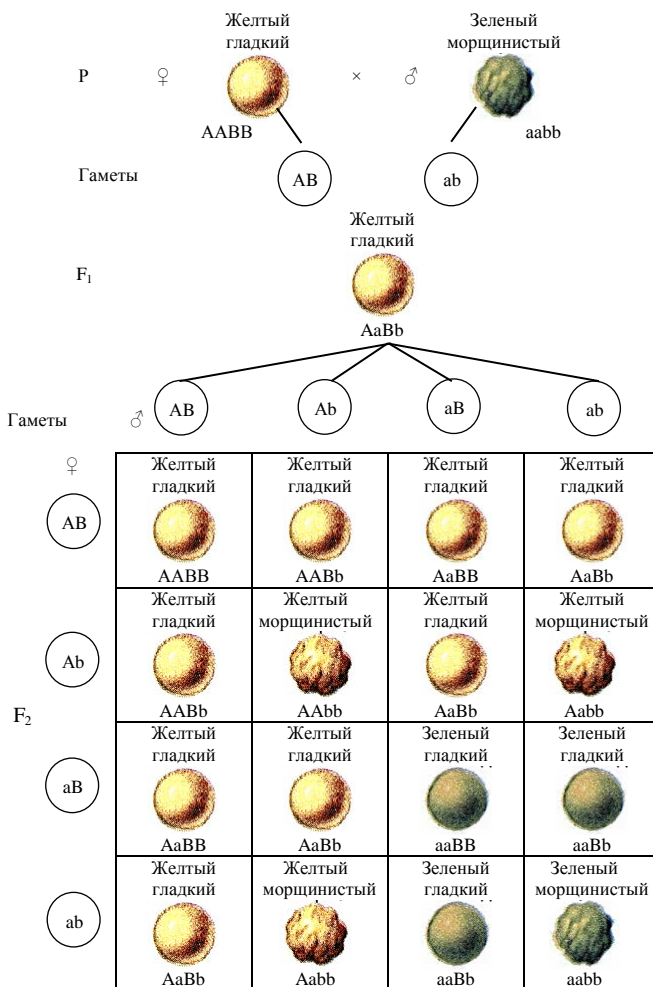 Желтый
гладкий
Зеленый
морщинистый
P ♀ × ♂
AABB aabb
Гаметы AB ab
Желтый
гладкий
F₁
AaBb
Гаметы ♂ AB Ab aB ab
♀
Желтый Желтый Желтый Желтый
гладкий гладкий гладкий гладкий
AB
AABB AABb AaBB AaBb
Желтый Желтый Желтый Желтый
гладкий морщинистый гладкий морщинистый
Ab
AABb AAbb AaBb Aabb
F₂
Желтый Желтый Зеленый Зеленый
гладкий гладкий гладкий гладкий
aB
AaBB AaBb aaBB aaBb
Желтый Желтый Зеленый Зеленый
гладкий морщинистый гладкий морщинистый
ab
AaBb Aabb aaBb aabb